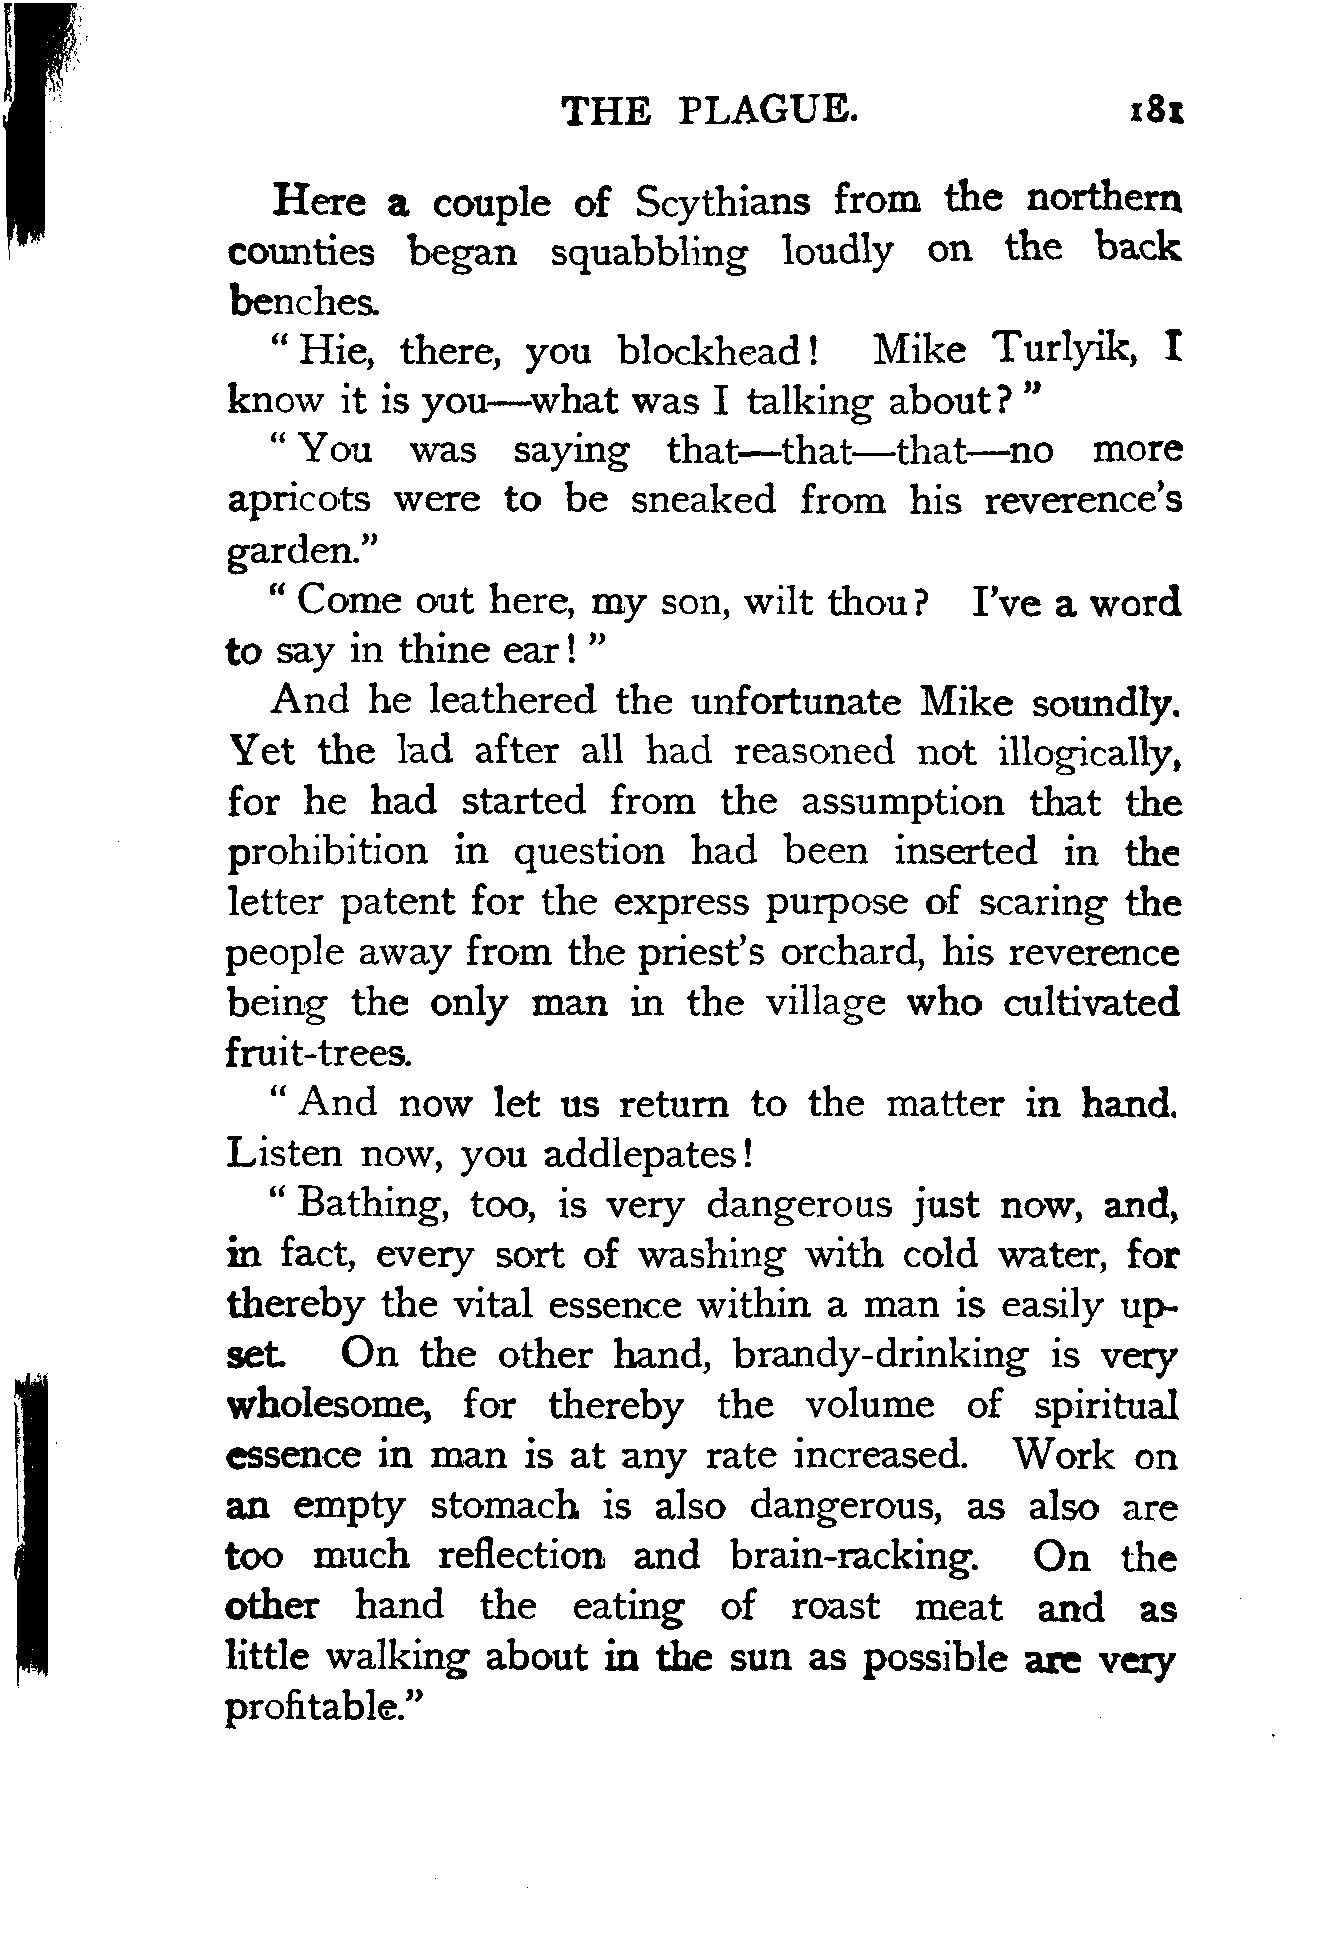 THE PLAGUE. 181
Here a couple of Scythians from the northern
counties began squabbling loudly on the back
benches.
“ Hie, there, you blockhead! Mike Turlyik, I
know it is you—what was I talking about? ”
“ You was saying that—that—that—no more
apricots were to be sneaked from his reverence's
garden.”
“ Come out here, my son, wilt thou? I've a word
to say in thine ear! ”
And he leathered the unfortunate Mike soundly.
Yet the lad after all had reasoned not illogically,
for he had started from the assumption that the
prohibition in question had been inserted in the
letter patent for the express purpose of scaring the
people away from the priest's orchard, his reverence
being the only man in the village who cultivated
fruit-trees.
“ And now let us return to the matter in hand.
Listen now, you addlepates!
“ Bathing, too, is very dangerous just now, and,
in fact, every sort of washing with cold water, for
thereby the vital essence within a man is easily up-
set. On the other hand, brandy-drinking is very
wholesome, for thereby the volume of spiritual
essence in man is at any rate increased. Work on
an empty stomach is also dangerous, as also are
too much reflection and brain-racking. On the
other hand the eating of roast meat and as
little walking about in the sun as possible are very
profitable.”